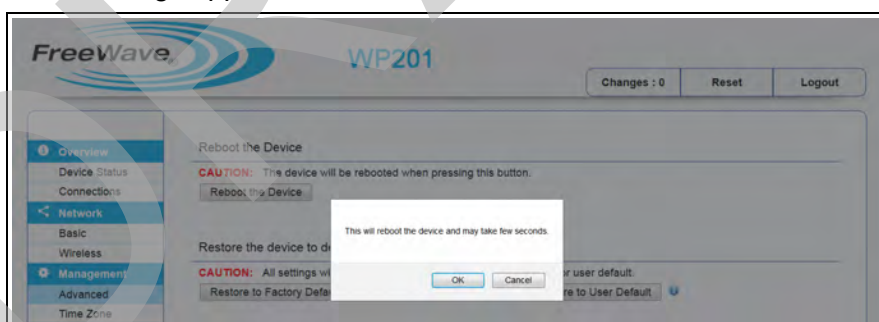 FreeWave
WP201
Changes : 0 Reset Logout
Overview
Device Status
Connections
Network
Basic
Wireless
Management
Advanced
Time Zone
Reboot the Device
CAUTION: The device will be rebooted when pressing this button.
Reboot the Device
This will reboot the device and may take few seconds.
OK Cancel
Restore the device to
CAUTION: All settings or user default.
Restore to Factory to User Default